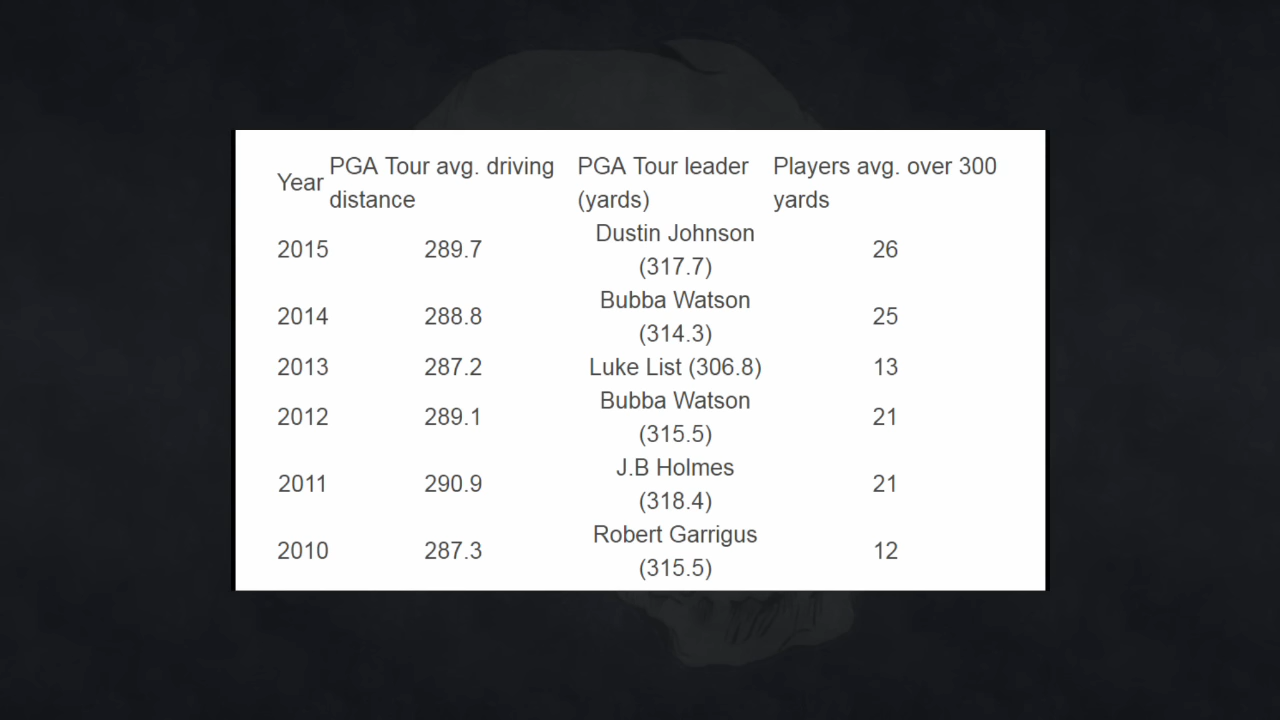 Year PGA Tour avg. driving distance PGA Tour leader (yards) Players avg. over 300 yards
2015 289.7 Dustin Johnson (317.7) 26
2014 288.8 Bubba Watson (314.3) 25
2013 287.2 Luke List (306.8) 13
2012 289.1 Bubba Watson (315.5) 21
2011 290.9 J.B Holmes (318.4) 21
2010 287.3 Robert Garrigus (315.5) 12